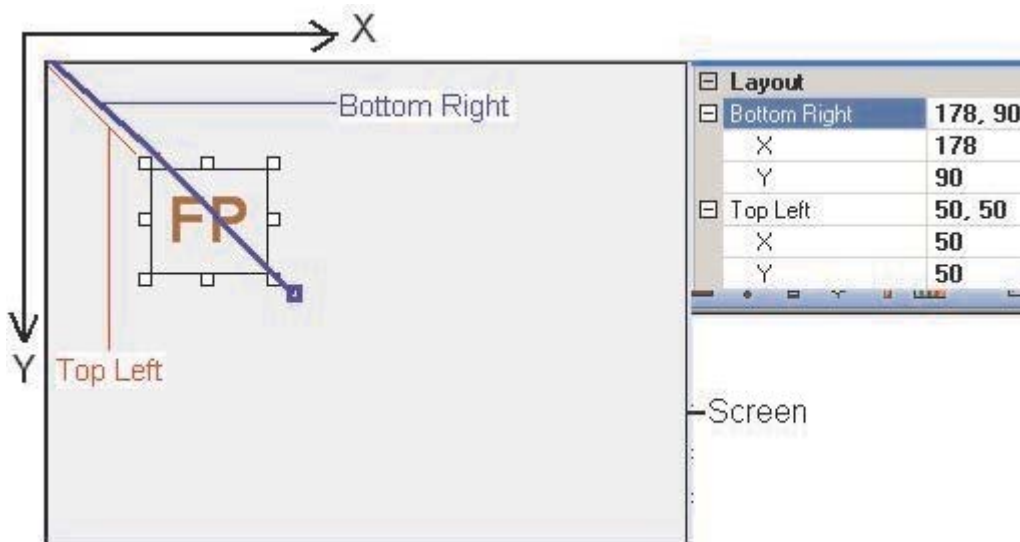 X
Bottom Right
FP
Y
Top Left
Screen
Layout
Bottom Right 178, 90
X 178
Y 90
Top Left 50, 50
X 50
Y 50